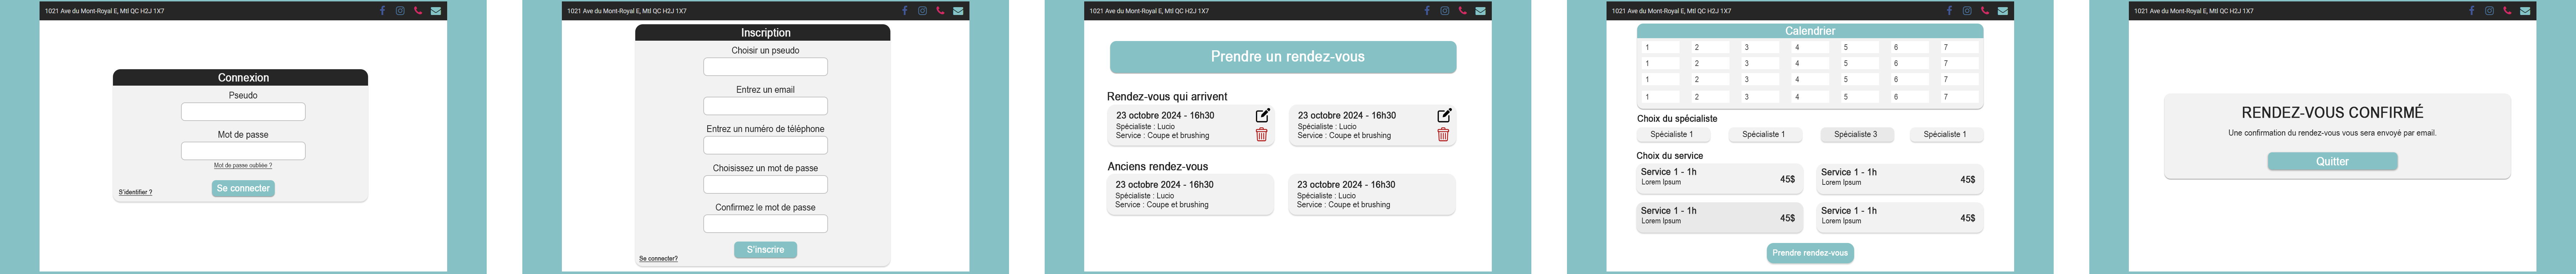 1021 Ave du Mont-Royal E, Mtl QC H2J 1X7
Connexion
Pseudo
Mot de passe
Mot de passe oubliée ?
S'identifier ?
Se connecter
1021 Ave du Mont-Royal E, Mtl QC H2J 1X7
Inscription
Choisir un pseudo
Entrez un email
Entrez un numéro de téléphone
Choisissez un mot de passe
Confirmez le mot de passe
S'inscrire
Se connecter?
1021 Ave du Mont-Royal E, Mtl QC H2J 1X7
Prendre un rendez-vous
Rendez-vous qui arrivent
23 octobre 2024 - 16h30
Spécialiste : Lucio
Service : Coupe et brushing
23 octobre 2024 - 16h30
Spécialiste : Lucio
Service : Coupe et brushing
Anciens rendez-vous
23 octobre 2024 - 16h30
Spécialiste : Lucio
Service : Coupe et brushing
23 octobre 2024 - 16h30
Spécialiste : Lucio
Service : Coupe et brushing
1021 Ave du Mont-Royal E, Mtl QC H2J 1X7
Calendrier
1 2 3 4 5 6 7
1 2 3 4 5 6 7
1 2 3 4 5 6 7
1 2 3 4 5 6 7
Choix du spécialiste
Spécialiste 1 Spécialiste 1 Spécialiste 3 Spécialiste 1
Choix du service
Service 1 - 1h
Lorem Ipsum
45$
Service 1 - 1h
Lorem Ipsum
45$
Service 1 - 1h
Lorem Ipsum
45$
Service 1 - 1h
Lorem Ipsum
45$
Prendre rendez-vous
1021 Ave du Mont-Royal E, Mtl QC H2J 1X7
RENDEZ-VOUS CONFIRMÉ
Une confirmation du rendez-vous vous sera envoyé par email.
Quitter